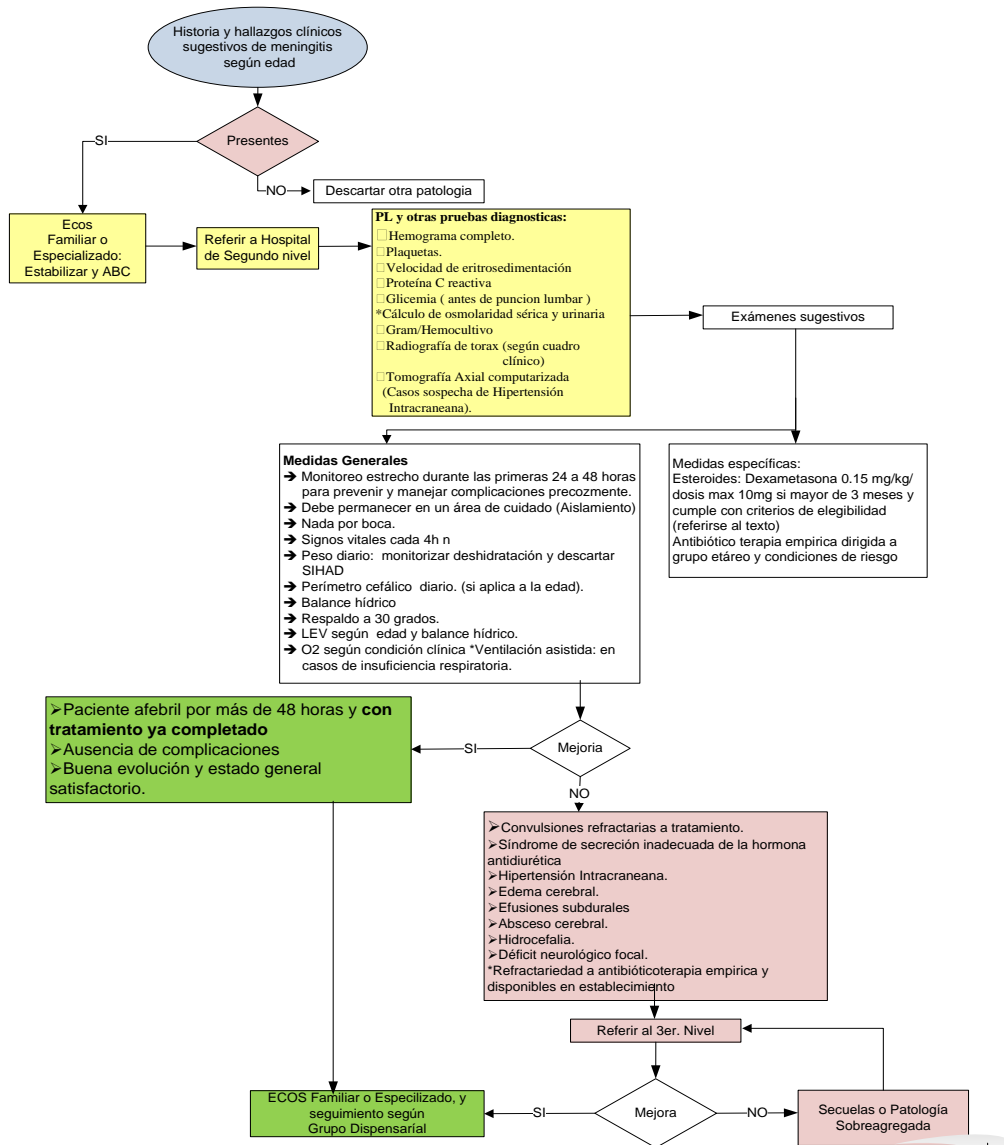 Historia y hallazgos clínicos
sugestivos de meningitis
según edad
Presentes
SI
NO
Descartar otra patologia
Ecos
Familiar o
Especializado:
Estabilizar y ABC
Referir a Hospital
de Segundo nivel
PL y otras pruebas diagnosticas:
□Hemograma completo.
□Plaquetas.
□Velocidad de eritrosedimentación
□Proteína C reactiva
□Glicemia ( antes de puncion lumbar )
*Cálculo de osmolaridad sérica y urinaria
□Gram/Hemocultivo
□Radiografía de torax (según cuadro
clínico)
□Tomografía Axial computarizada
(Casos sospecha de Hipertensión
Intracraneana).
Exámenes sugestivos
Medidas Generales
➔ Monitoreo estrecho durante las primeras 24 a 48 horas
para prevenir y manejar complicaciones precozmente.
➔ Debe permanecer en un área de cuidado (Aislamiento)
➔ Nada por boca.
➔ Signos vitales cada 4h n
➔ Peso diario: monitorizar deshidratación y descartar
SIHAD
➔ Perímetro cefálico diario. (si aplica a la edad).
➔ Balance hídrico
➔ Respaldo a 30 grados.
➔ LEV según edad y balance hídrico.
➔ O2 según condición clínica *Ventilación asistida: en
casos de insuficiencia respiratoria.
Medidas específicas:
Esteroides: Dexametasona 0.15 mg/kg/
dosis max 10mg si mayor de 3 meses y
cumple con criterios de elegibilidad
(referirse al texto)
Antibiótico terapia empirica dirigida a
grupo etáreo y condiciones de riesgo
Mejoria
SI
NO
➢Paciente afebril por más de 48 horas y con
tratamiento ya completado
➢Ausencia de complicaciones
➢Buena evolución y estado general
satisfactorio.
➢Convulsiones refractarias a tratamiento.
➢Síndrome de secreción inadecuada de la hormona
antidiurética
➢Hipertensión Intracraneana.
➢Edema cerebral.
➢Efusiones subdurales
➢Absceso cerebral.
➢Hidrocefalia.
➢Déficit neurológico focal.
*Refractariedad a antibióticoterapia empirica y
disponibles en establecimiento
Referir al 3er. Nivel
Mejora
SI
NO
ECOS Familiar o Especilizado, y
seguimiento según
Grupo Dispensaríal
Secuelas o Patología
Sobreagregada